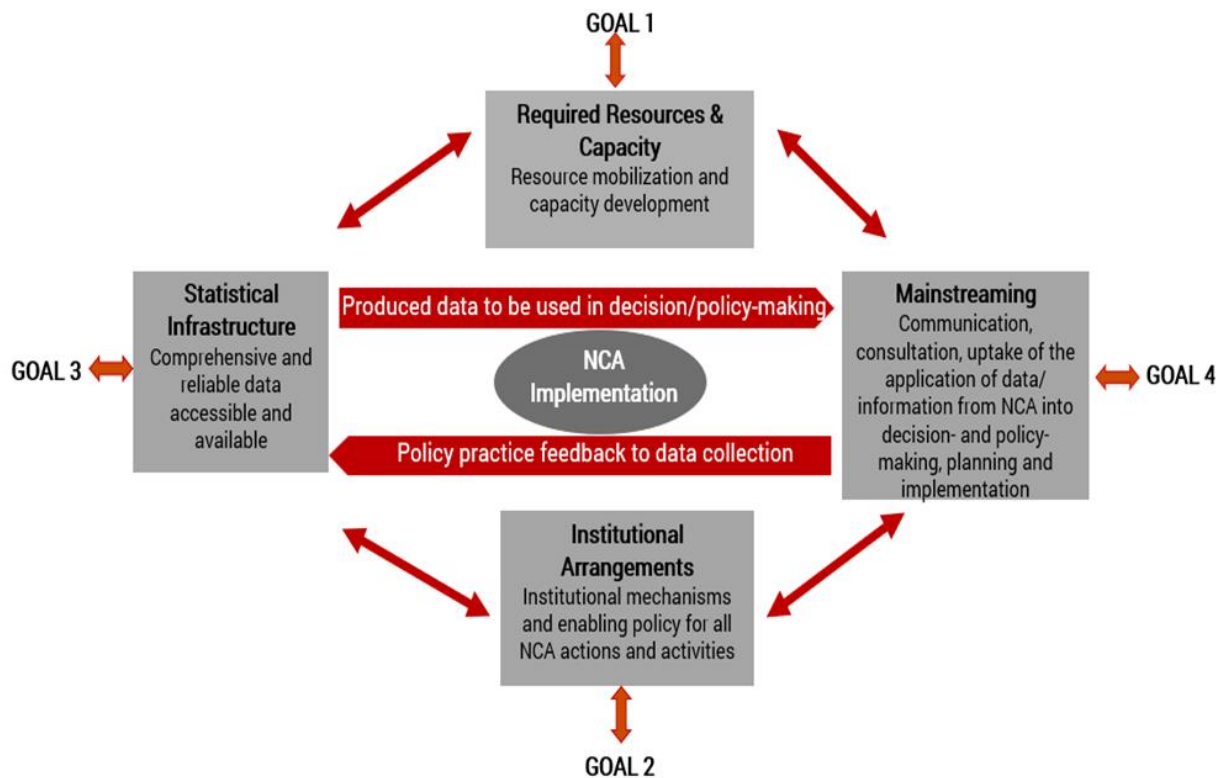 GOAL 1
Required Resources &
Capacity
Resource mobilization and
capacity development
Statistical
Infrastructure
Comprehensive and
reliable data
accessible and
available
GOAL 3
Produced data to be used in decision/policy-making
NCA
Implementation
Policy practice feedback to data collection
Mainstreaming
Communication,
consultation, uptake of the
application of data/
information from NCA into
decision- and policy-
making, planning and
implementation
GOAL 4
Institutional
Arrangements
Institutional mechanisms
and enabling policy for all
NCA actions and activities
GOAL 2